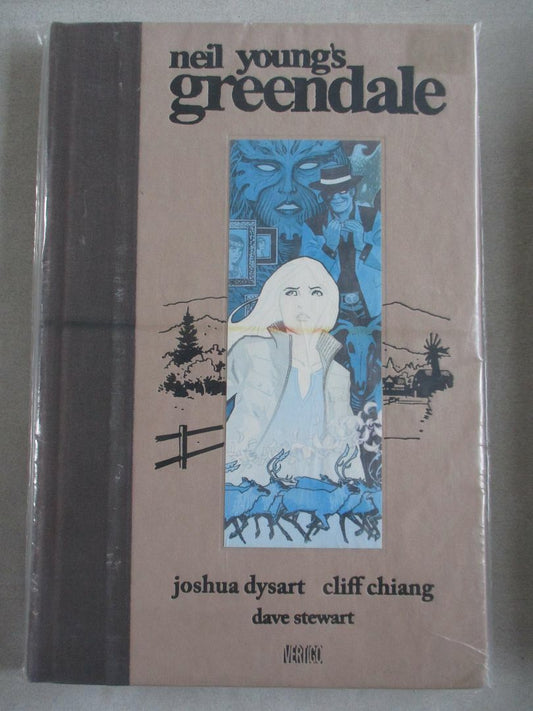 neil young's
greendale
joshua dysart cliff chiang
dave stewart
VERTIGO